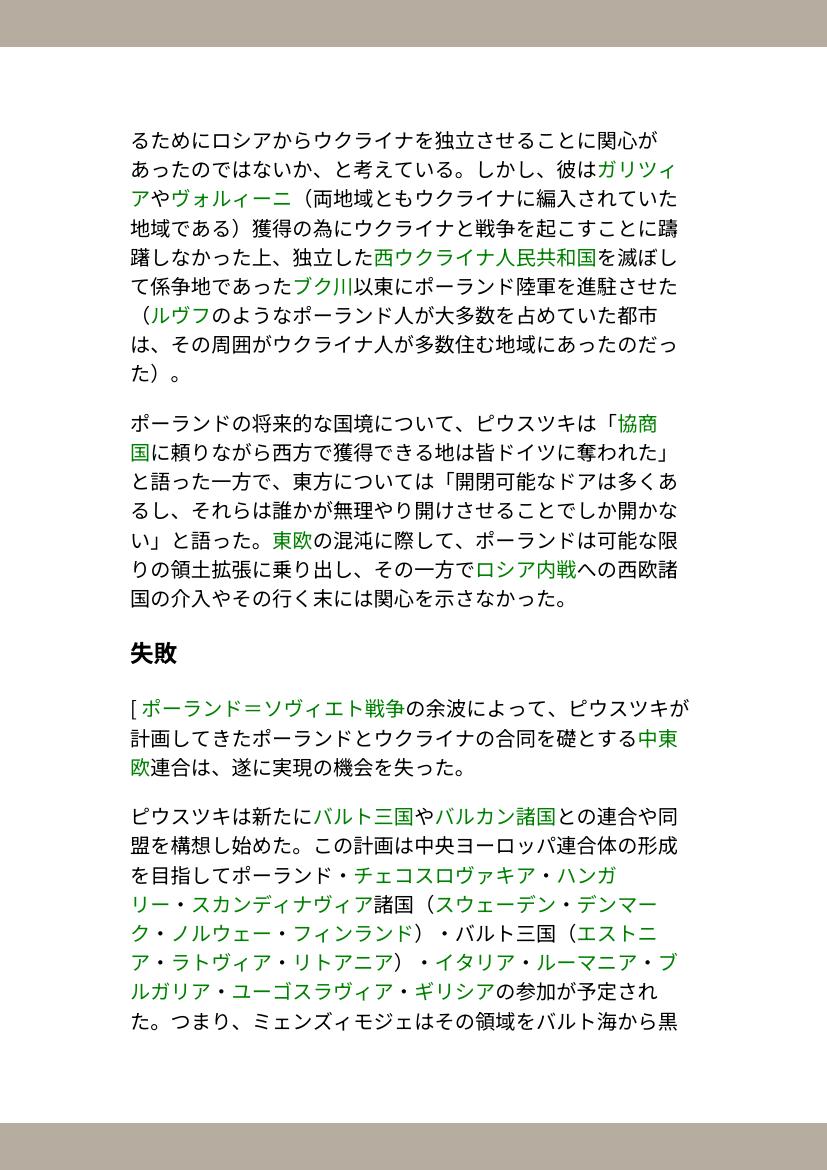 るためにロシアからウクライナを独立させることに関心が
あったのではないか、と考えている。しかし、彼はガリツィ
アやヴォルィーニ（両地域ともウクライナに編入されていた
地域である）獲得の為にウクライナと戦争を起こすことに躊
躇しなかった上、独立した西ウクライナ人民共和国を滅ぼし
て係争地であったブク川以東にポーランド陸軍を進駐させた
（ルヴフのようなポーランド人が大多数を占めていた都市
は、その周囲がウクライナ人が多数住む地域にあったのだっ
た）。
ポーランドの将来的な国境について、ピウスツキは「協商
国に頼りながら西方で獲得できる地は皆ドイツに奪われた」
と語った一方で、東方については「開閉可能なドアは多くあ
るし、それらは誰かが無理やり開けさせることでしか開かな
い」と語った。東欧の混沌に際して、ポーランドは可能な限
りの領土拡張に乗り出し、その一方でロシア内戦への西欧諸
国の介入やその行く末には関心を示さなかった。
失敗
[ ポーランド＝ソヴィエト戦争の余波によって、ピウスツキが
計画してきたポーランドとウクライナの合同を礎とする中東
欧連合は、遂に実現の機会を失った。
ピウスツキは新たにバルト三国やバルカン諸国との連合や同
盟を構想し始めた。この計画は中央ヨーロッパ連合体の形成
を目指してポーランド・チェコスロヴァキア・ハンガ
リー・スカンディナヴィア諸国（スウェーデン・デンマー
ク・ノルウェー・フィンランド）・バルト三国（エストニ
ア・ラトヴィア・リトアニア）・イタリア・ルーマニア・ブ
ルガリア・ユーゴスラヴィア・ギリシアの参加が予定され
た。つまり、ミェンズィモジェはその領域をバルト海から黒